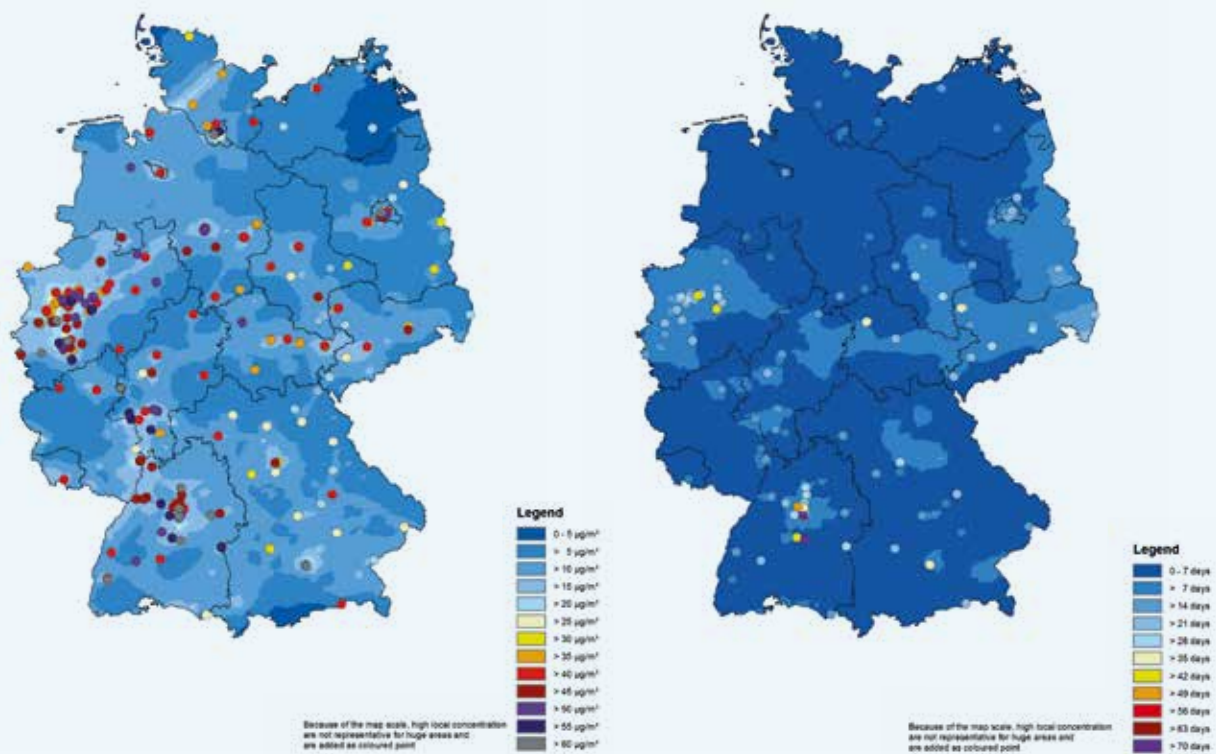 Legend
0 - 5 µg/m³
> 5 µg/m³
> 10 µg/m³
> 15 µg/m³
> 20 µg/m³
> 25 µg/m³
> 30 µg/m³
> 35 µg/m³
> 40 µg/m³
> 45 µg/m³
> 50 µg/m³
> 55 µg/m³
> 60 µg/m³
Because of the map scale, high local concentration
are not representative for huge areas and
are added as coloured point
Legend
0 - 7 days
> 7 days
> 14 days
> 21 days
> 28 days
> 35 days
> 42 days
> 49 days
> 56 days
> 63 days
> 70 days
Because of the map scale, high local concentration
are not representative for huge areas and
are added as coloured point